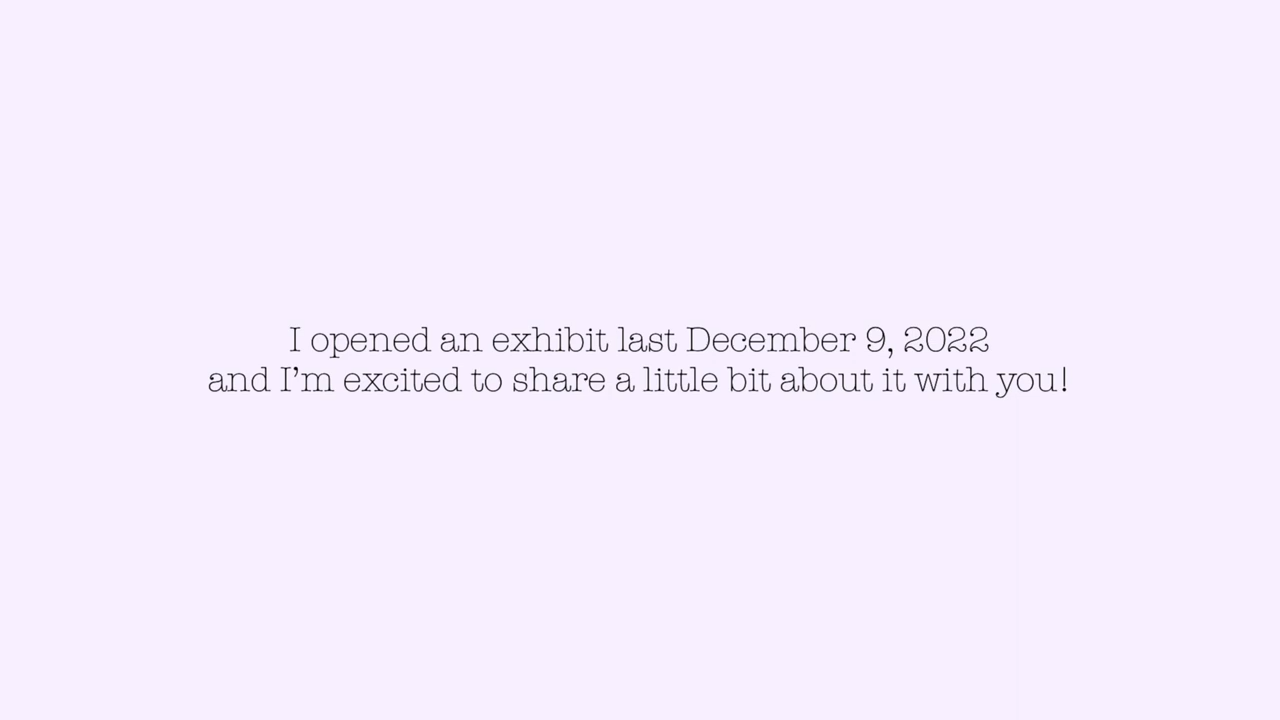 I opened an exhibit last December 9, 2022
and I’m excited to share a little bit about it with you!